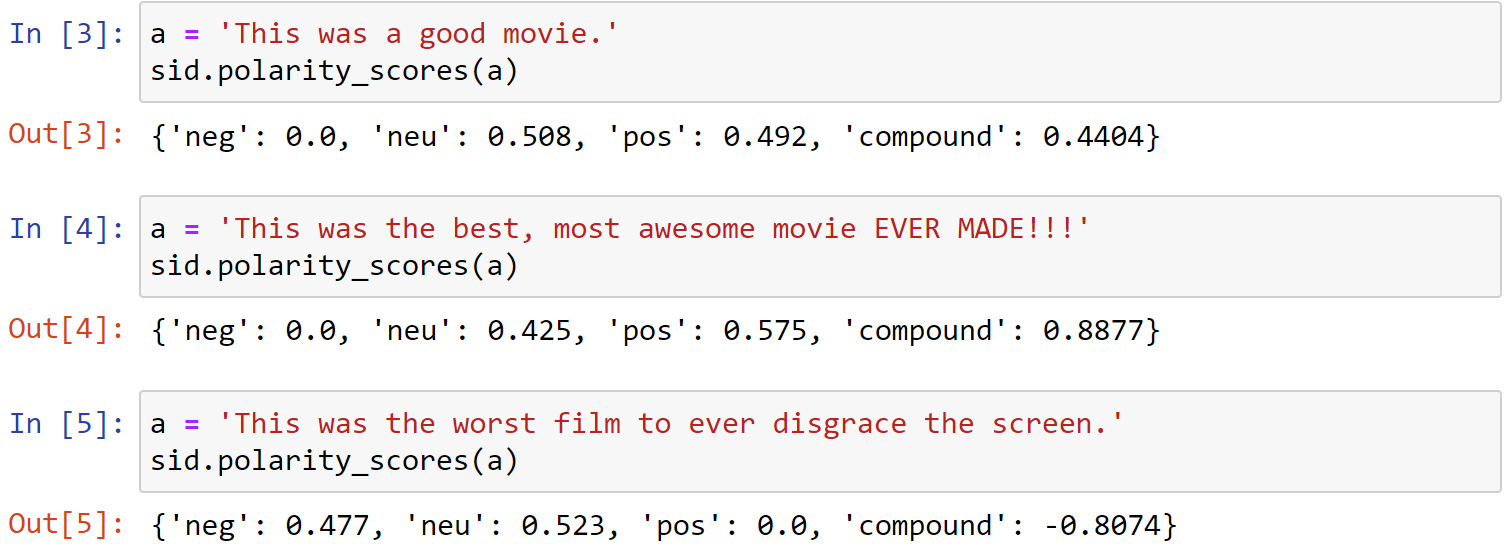 In [3]: a = 'This was a good movie.'
sid.polarity_scores(a)
Out[3]: {'neg': 0.0, 'neu': 0.508, 'pos': 0.492, 'compound': 0.4404}
In [4]: a = 'This was the best, most awesome movie EVER MADE!!!'
sid.polarity_scores(a)
Out[4]: {'neg': 0.0, 'neu': 0.425, 'pos': 0.575, 'compound': 0.8877}
In [5]: a = 'This was the worst film to ever disgrace the screen.'
sid.polarity_scores(a)
Out[5]: {'neg': 0.477, 'neu': 0.523, 'pos': 0.0, 'compound': -0.8074}